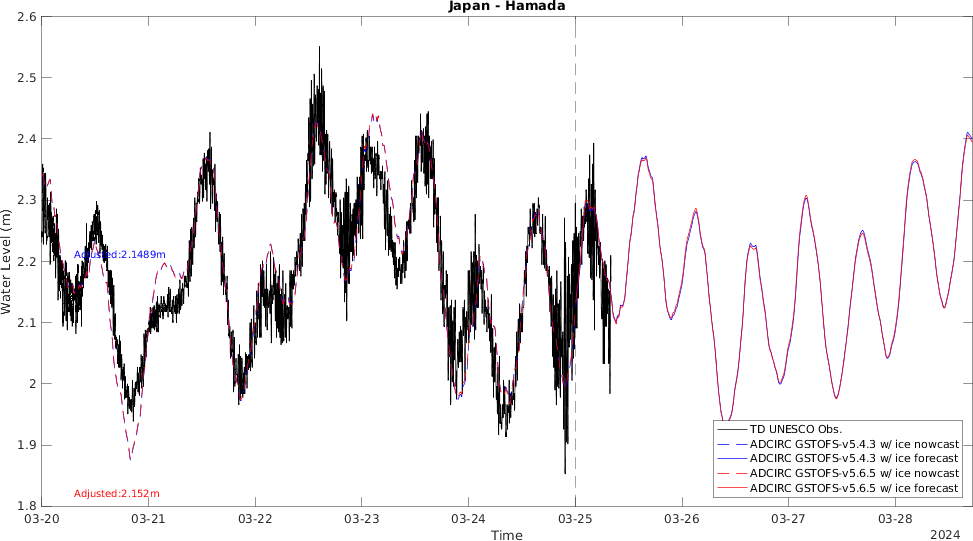 Japan - Hamada
2.6
2.5
2.4
2.3
2.2
2.1
2
1.9
1.8
Water Level (m)
Adjusted:2.1489m
Adjusted:2.152m
TD UNESCO Obs.
ADCIRC GSTOFS-v5.4.3 w/ ice nowcast
ADCIRC GSTOFS-v5.4.3 w/ ice forecast
ADCIRC GSTOFS-v5.6.5 w/ ice nowcast
ADCIRC GSTOFS-v5.6.5 w/ ice forecast
03-20 03-21 03-22 03-23 03-24 03-25 03-26 03-27 03-28
Time
2024